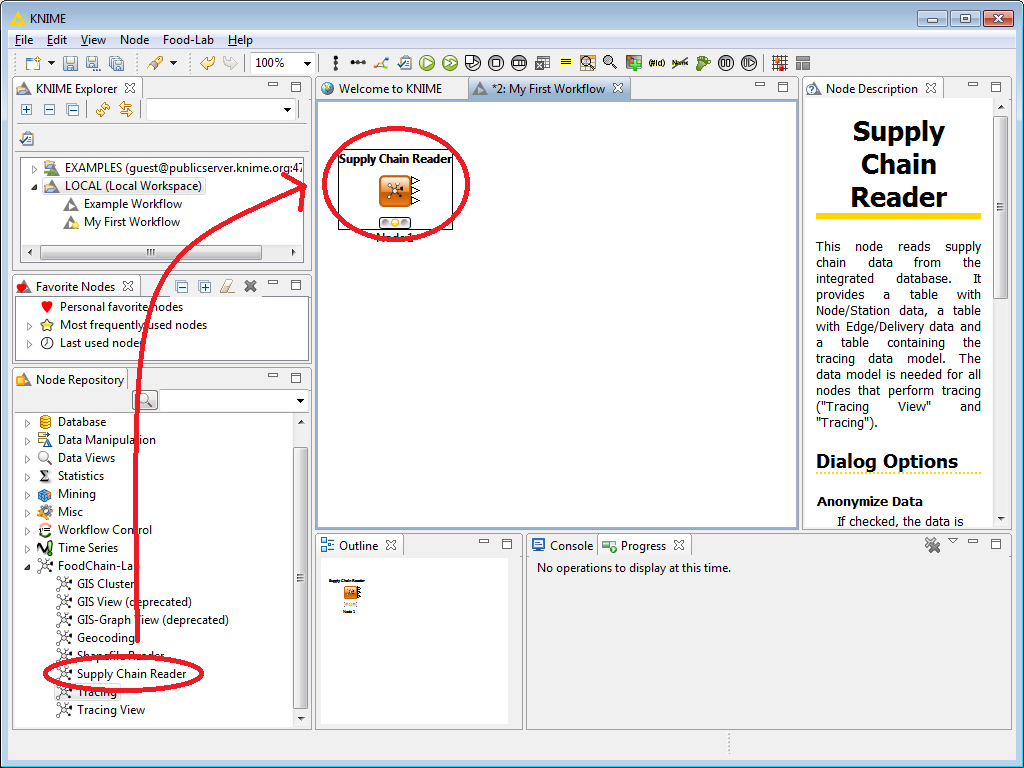 KNIME
File Edit View Node Food-Lab Help
100%
(#Id)
KNIME Explorer
Welcome to KNIME
*2: My First Workflow
Node Description
EXAMPLES (guest@publicserver.knime.org:47
LOCAL (Local Workspace)
Example Workflow
My First Workflow
Favorite Nodes
Personal favorite nodes
Most frequently used nodes
Last used nodes
Node Repository
Database
Data Manipulation
Data Views
Statistics
Mining
Misc
Workflow Control
Time Series
FoodChain-Lab
GIS Cluster
GIS View (deprecated)
GIS-Graph View (deprecated)
Geocoding
Shapefile Reader
Supply Chain Reader
Tracing
Tracing View
Supply Chain Reader
Node 1
Supply
Chain
Reader
This node reads supply
chain data from the
integrated database. It
provides a table with
Node/Station data, a table
with Edge/Delivery data and
a table containing the
tracing data model. The
data model is needed for all
nodes that perform tracing
("Tracing View" and
"Tracing").
Dialog Options
Anonymize Data
If checked, the data is
Outline
Supply Chain Reader
Node 1
Console
Progress
No operations to display at this time.